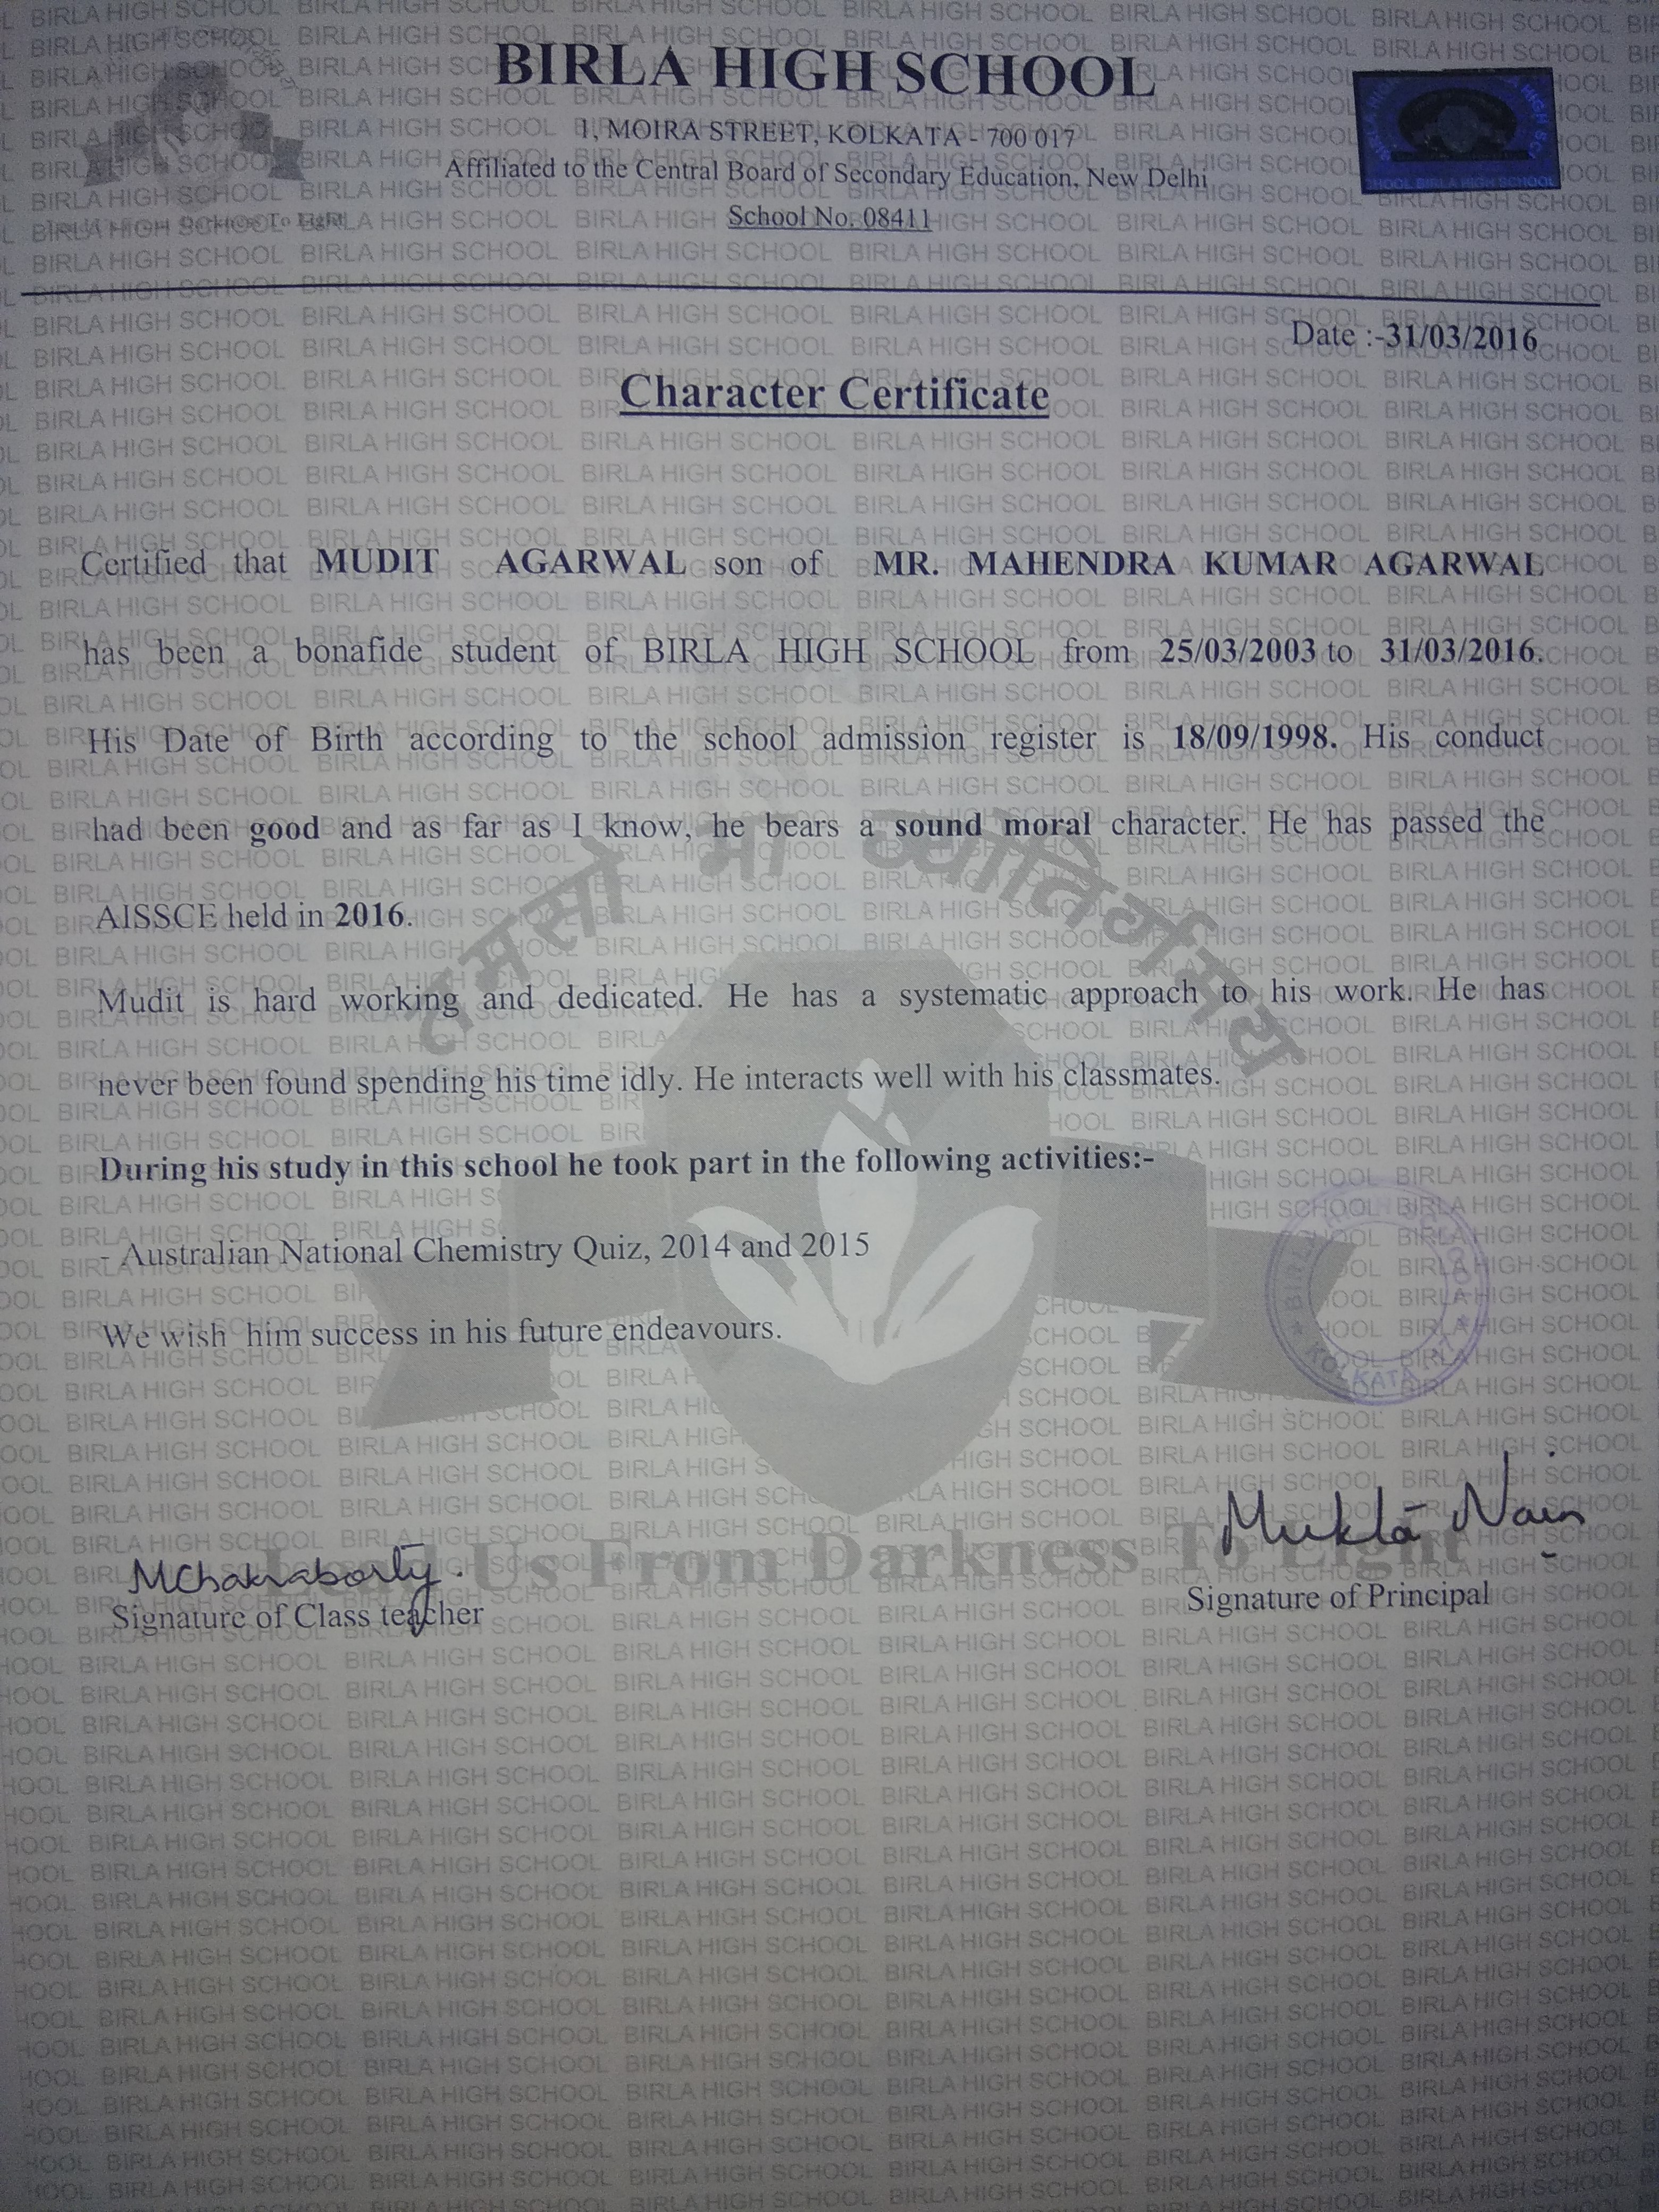 BIRLA HIGH SCHOOL
1, MOIRA STREET, KOLKATA - 700 017
Affiliated to the Central Board of Secondary Education, New Delhi
School No. 08411
Date :-31/03/2016
Character Certificate
Certified that MUDIT AGARWAL son of MR. MAHENDRA KUMAR AGARWAL
has been a bonafide student of BIRLA HIGH SCHOOL from 25/03/2003 to 31/03/2016.
His Date of Birth according to the school admission register is 18/09/1998. His conduct
had been good and as far as I know, he bears a sound moral character. He has passed the
AISSCE held in 2016.
तमसो मा ज्योतिर्गमय
Mudit is hard working and dedicated. He has a systematic approach to his work. He has
never been found spending his time idly. He interacts well with his classmates.
During his study in this school he took part in the following activities:-
- Australian National Chemistry Quiz, 2014 and 2015
We wish him success in his future endeavours.
BIRLA HIGH SCHOOL
KOLKATA
Lead Us From Darkness To Light
MChakraborty.
Signature of Class teacher
Mukta Nain
Signature of Principal